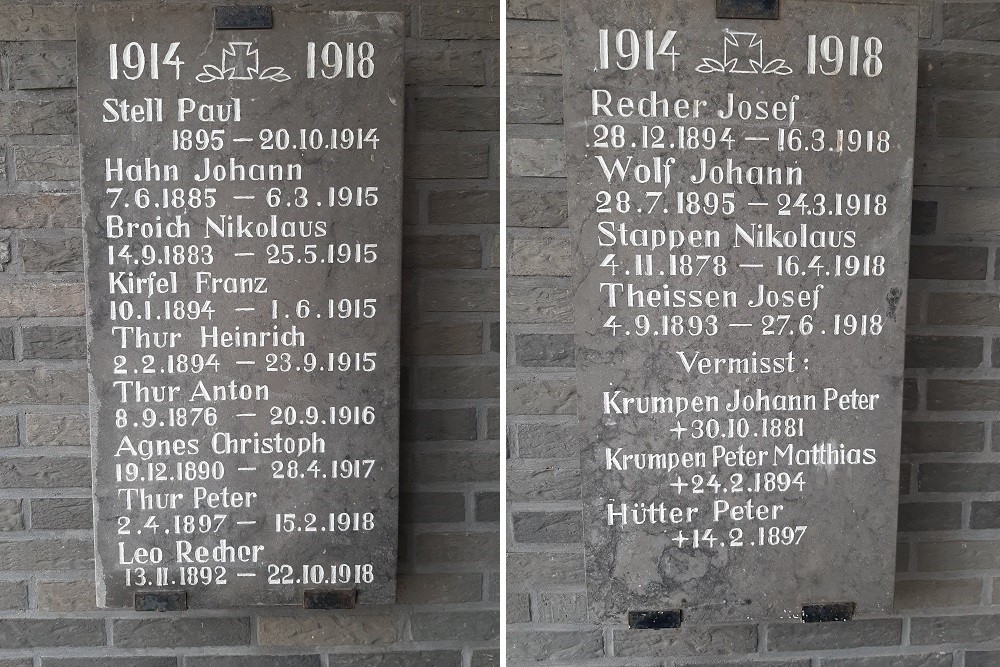 1914 1918
Stell Paul
1895 – 20.10.1914
Hahn Johann
7.6.1885 – 6.3.1915
Broich Nikolaus
14.9.1883 – 25.5.1915
Kirfel Franz
10.1.1894 – 1.6.1915
Thur Heinrich
2.2.1894 – 23.9.1915
Thur Anton
8.9.1876 – 20.9.1916
Agnes Christoph
19.12.1890 – 28.4.1917
Thur Peter
2.4.1897 – 15.2.1918
Leo Recher
13.11.1892 – 22.10.1918
1914 1918
Recher Josef
28.12.1894 – 16.3.1918
Wolf Johann
28.7.1895 – 24.3.1918
Stappen Nikolaus
4.11.1878 – 16.4.1918
Theissen Josef
4.9.1893 – 27.6.1918
Vermisst:
Krumpen Johann Peter
+30.10.1881
Krumpen Peter Matthias
+24.2.1894
Hütter Peter
+14.2.1897